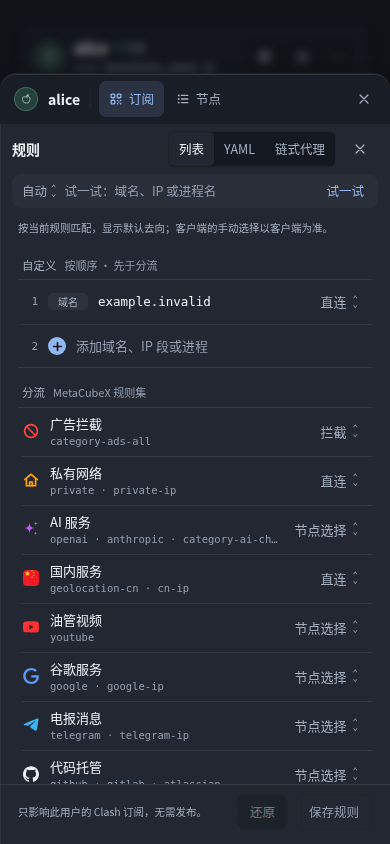 alice
订阅
节点
规则
列表
YAML
链式代理
自动
试一试：域名、IP 或进程名
试一试
按当前规则匹配，显示默认去向；客户端的手动选择以客户端为准。
自定义 按顺序 · 先于分流
1 域名 example.invalid 直连
2 添加域名、IP 段或进程
分流 MetaCubeX 规则集
广告拦截
category-ads-all
拦截
私有网络
private · private-ip
直连
AI 服务
openai · anthropic · category-ai-ch…
节点选择
国内服务
geolocation-cn · cn-ip
直连
油管视频
youtube
节点选择
谷歌服务
google · google-ip
节点选择
电报消息
telegram · telegram-ip
节点选择
代码托管
github · gitlab · atlassian
节点选择
只影响此用户的 Clash 订阅，无需发布。
还原
保存规则